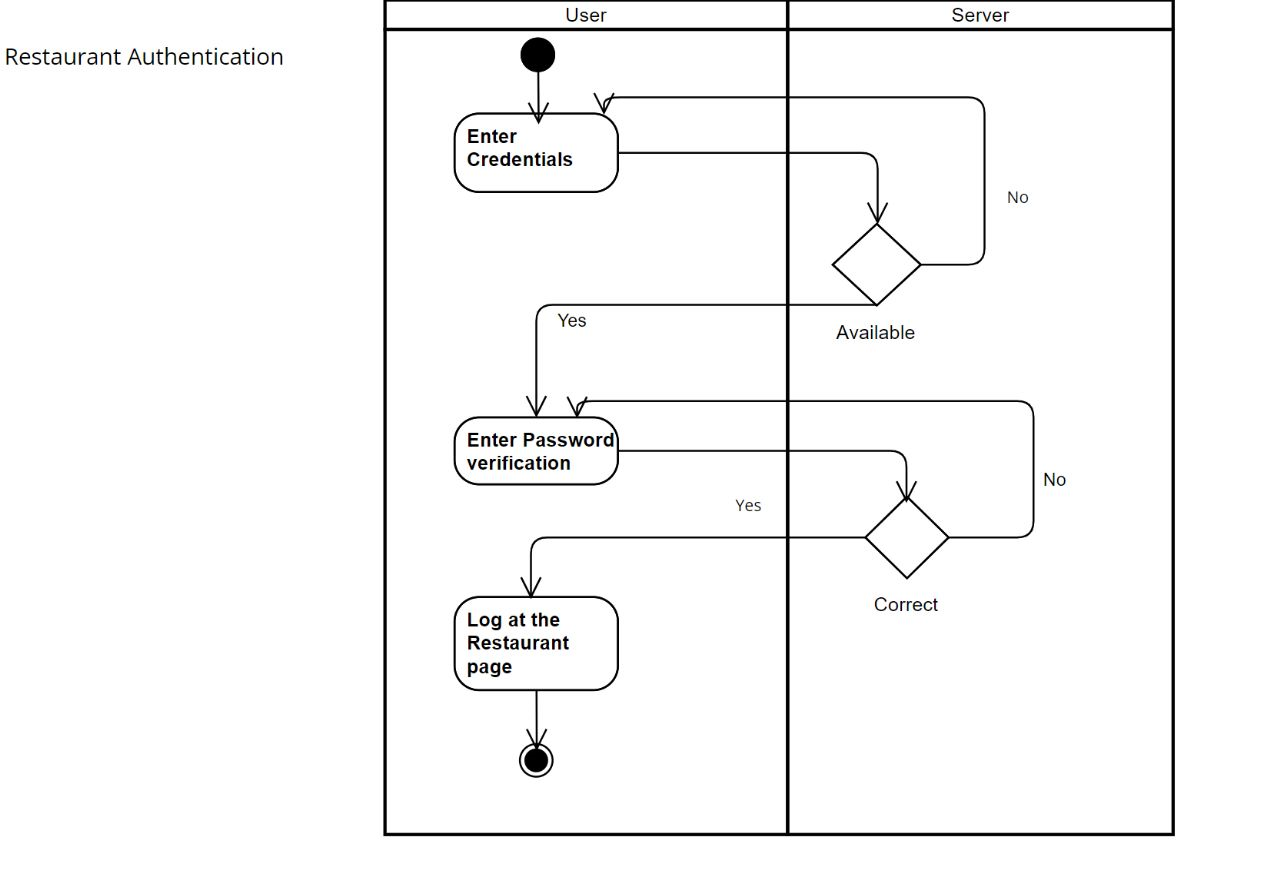 User
Server
Restaurant Authentication
Enter
Credentials
No
Yes
Available
Enter Password
verification
No
Yes
Correct
Log at the
Restaurant
page